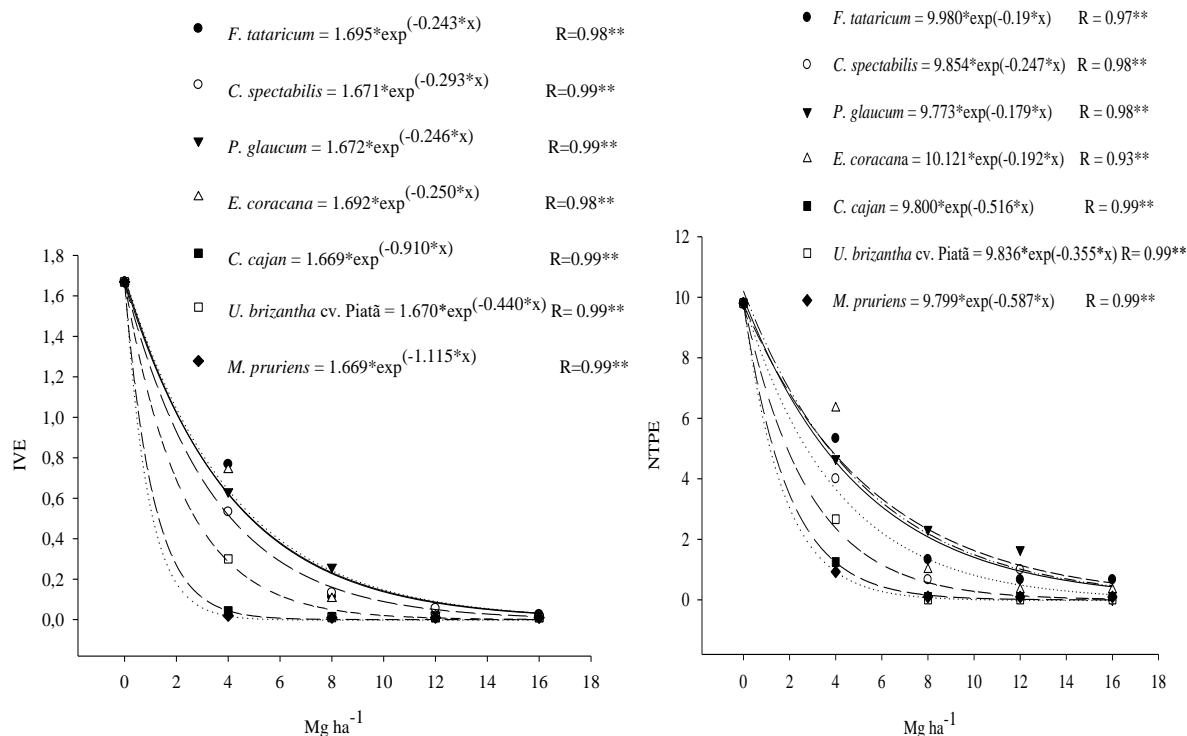 F. tataricum = 1.695*exp(-0.243*x) R=0.98**
C. spectabilis = 1.671*exp(-0.293*x) R=0.99**
P. glaucum = 1.672*exp(-0.246*x) R=0.99**
E. coracana = 1.692*exp(-0.250*x) R=0.98**
C. cajan = 1.669*exp(-0.910*x) R=0.99**
U. brizantha cv. Piatã = 1.670*exp(-0.440*x) R= 0.99**
M. pruriens = 1.669*exp(-1.115*x) R=0.99**
1,8
1,6
1,4
1,2
1,0
0,8
0,6
0,4
0,2
0,0
IVE
0 2 4 6 8 10 12 14 16 18
Mg ha-1
F. tataricum = 9.980*exp(-0.19*x) R = 0.97**
C. spectabilis = 9.854*exp(-0.247*x) R = 0.98**
P. glaucum = 9.773*exp(-0.179*x) R = 0.98**
E. coracana = 10.121*exp(-0.192*x) R = 0.93**
C. cajan = 9.800*exp(-0.516*x) R = 0.99**
U. brizantha cv. Piatã = 9.836*exp(-0.355*x) R= 0.99**
M. pruriens = 9.799*exp(-0.587*x) R = 0.99**
12
10
8
6
4
2
0
NTPE
0 2 4 6 8 10 12 14 16 18
Mg ha-1